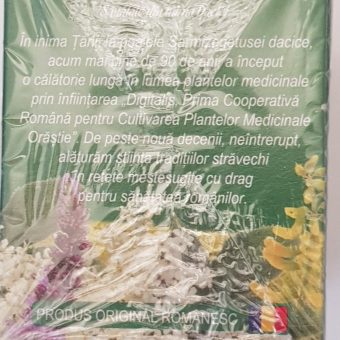 În inima Țării, la poalele Sarmizegetusei dacice,
acum mai bine de 90 de ani, a început
o călătorie lungă în lumea plantelor medicinale
prin înființarea „Digitalis, Prima Cooperativă
Română pentru Cultivarea Plantelor Medicinale
Orăștie”. De peste nouă decenii, neîntrerupt,
alăturăm știința tradițiilor străvechi
în rețete meșteșugite cu drag
pentru sănătatea românilor.
PRODUS ORIGINAL ROMÂNESC